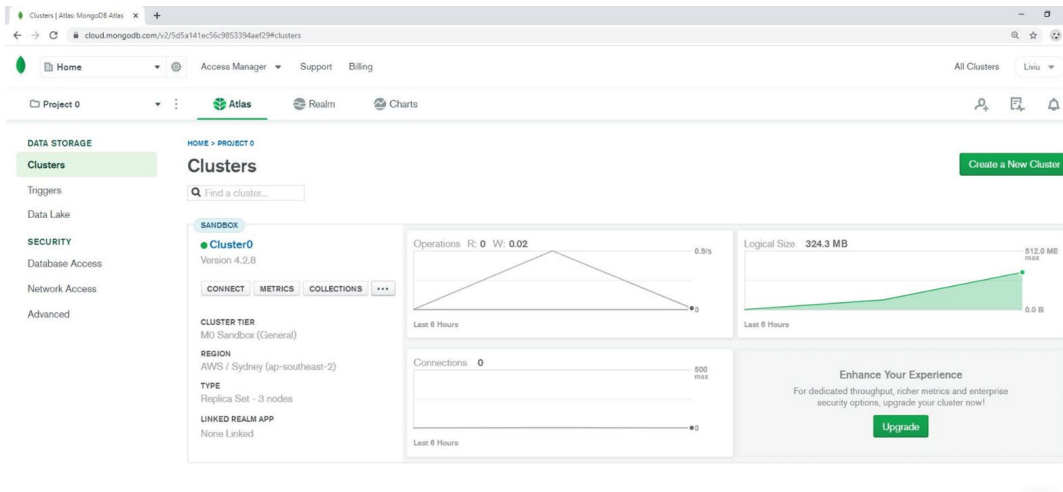 Clusters | Atlas: MongoDB Atlas
cloud.mongodb.com/v2/5d5a141ec56c9853394aef29#clusters
Home Access Manager Support Billing All Clusters Liviu
Project 0 Atlas Realm Charts
DATA STORAGE
Clusters
Triggers
Data Lake
SECURITY
Database Access
Network Access
Advanced
HOME > PROJECT 0
Clusters
Create a New Cluster
Find a cluster...
SANDBOX
Cluster0
Version 4.2.8
CONNECT METRICS COLLECTIONS ...
CLUSTER TIER
M0 Sandbox (General)
REGION
AWS / Sydney (ap-southeast-2)
TYPE
Replica Set - 3 nodes
LINKED REALM APP
None Linked
Operations R: 0 W: 0.02
0.9/s
0
Last 6 Hours
Logical Size 324.3 MB
512.0 MB
max
0.0 B
Last 6 Hours
Connections 0
500
max
0
Last 6 Hours
Enhance Your Experience
For dedicated throughput, richer metrics and enterprise
security options, upgrade your cluster now!
Upgrade